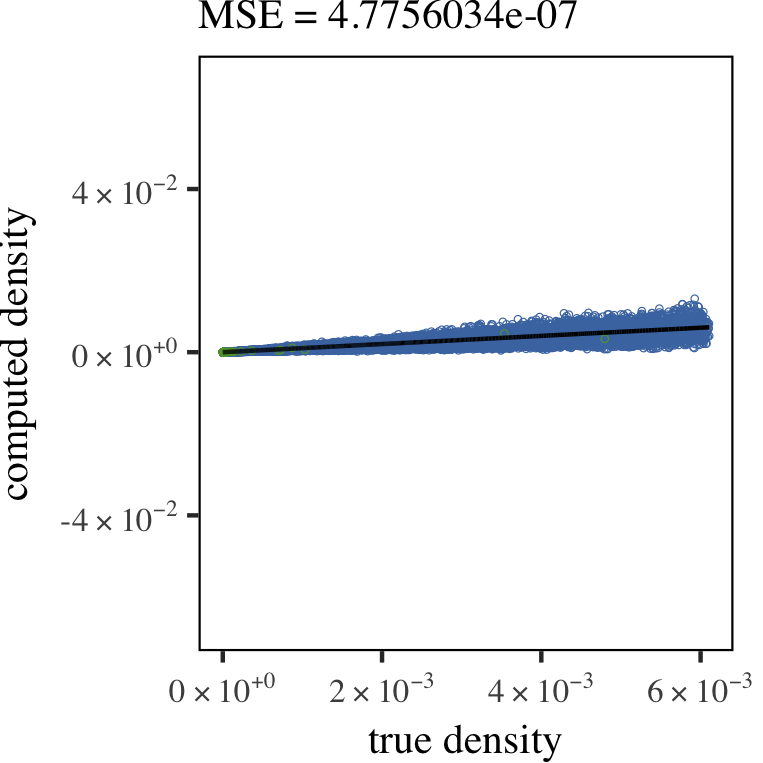 MSE = 4.7756034e-07
computed density
4 × 10⁻²
0 × 10⁺⁰
-4 × 10⁻²
0 × 10⁺⁰ 2 × 10⁻³ 4 × 10⁻³ 6 × 10⁻³
true density